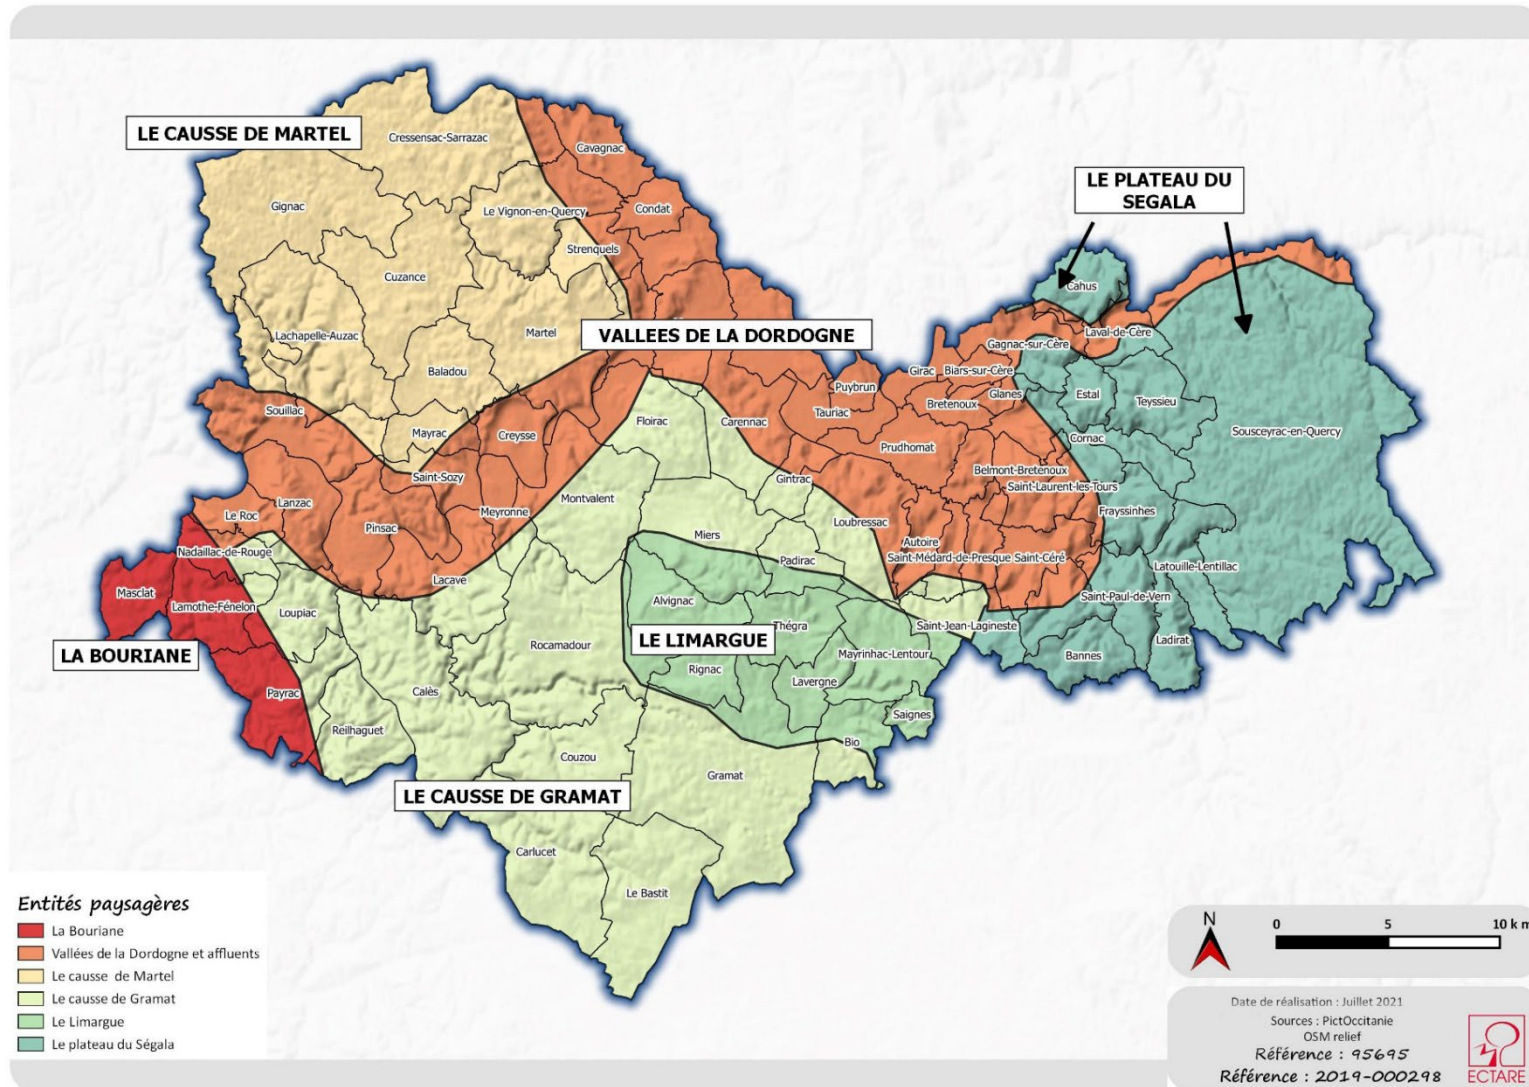 LE CAUSSE DE MARTEL
Cressensac-Sarrazac
Cavagnac
Gignac
Le Vignon-en-Quercy
Condat
Strenquels
Cuzance
LE PLATEAU DU
SEGALA
Cahus
Lachapelle-Auzac
Martel
VALLEES DE LA DORDOGNE
Laval-de-Cère
Gagnac-sur-Cère
Baladou
Girac
Biars-sur-Cère
Puybrun
Estal
Glanes
Teyssieu
Bretenoux
Tauriac
Souillac
Mayrac
Creysse
Floirac
Carennac
Sousceyrac-en-Quercy
Cornac
Prudhomat
Saint-Sozy
Belmont-Bretenoux
Gintrac
Saint-Laurent-les-Tours
Montvalent
Lanzac
Le Roc
Meyronne
Pinsac
Frayssinhes
Loubressac
Miers
Autoire
Nadaillac-de-Rouge
Padirac
Saint-Médard-de-Presque
Saint-Céré
Latouille-Lentillac
Lacave
Masclat
Lamothe-Fénelon
Loupiac
Alvignac
Saint-Paul-de-Vern
Thégra
Saint-Jean-Lagineste
LE LIMARGUE
Rocamadour
Ladirat
LA BOURIANE
Mayrinhac-Lentour
Bannes
Rignac
Lavergne
Payrac
Calès
Saignes
Reilhaguet
Bio
Couzou
Gramat
LE CAUSSE DE GRAMAT
Carlucet
Le Bastit
Entités paysagères
La Bouriane
Vallées de la Dordogne et affluents
Le causse de Martel
Le causse de Gramat
Le Limargue
Le plateau du Ségala
N
0 5 10 k
Date de réalisation : Juillet 2021
Sources : PictOccitanie
OSM relief
Référence : 95695
Référence : 2019-000298
ECTARE